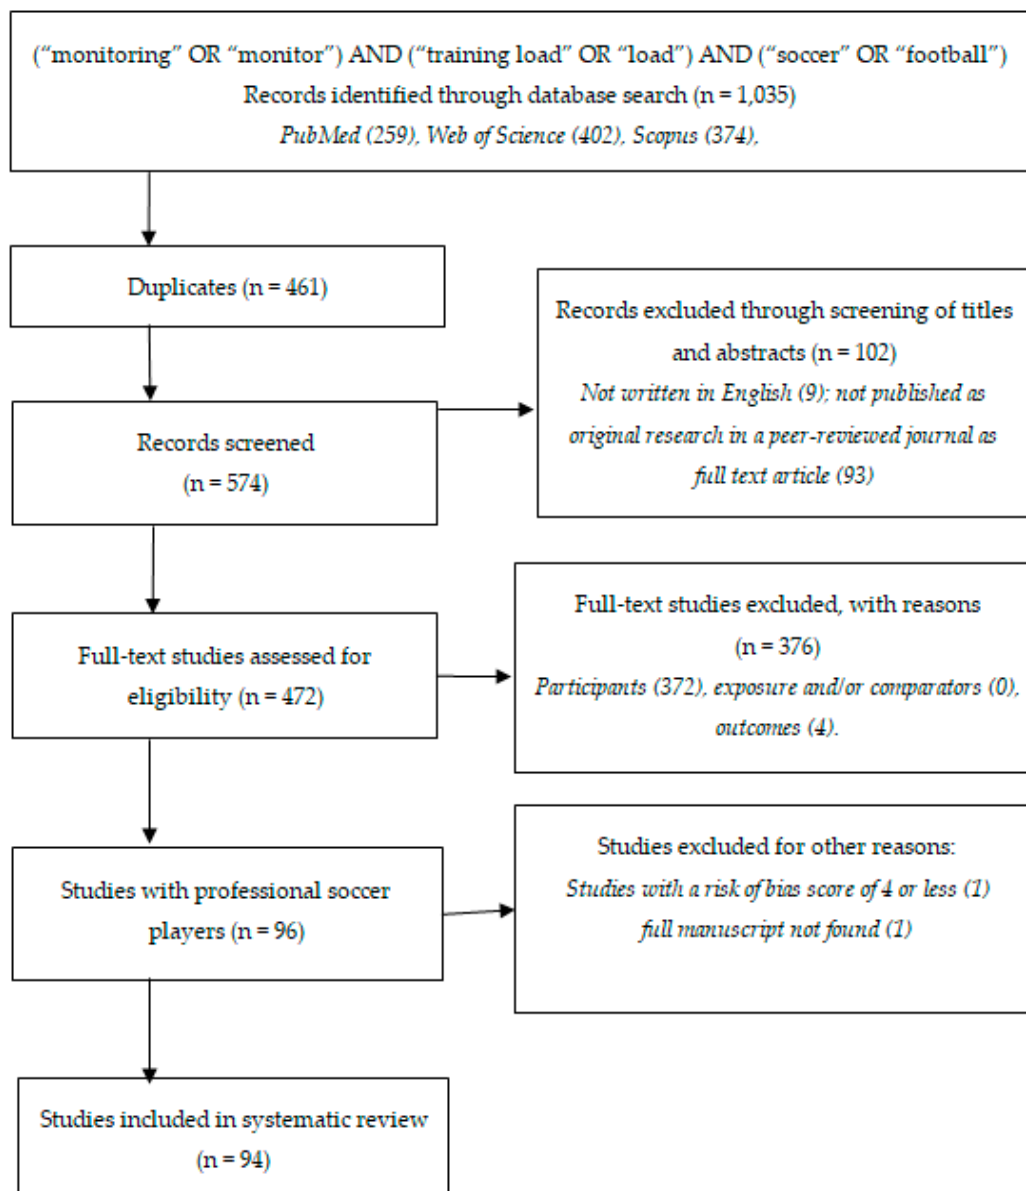 (“monitoring” OR “monitor”) AND (“training load” OR “load”) AND (“soccer” OR “football”)
Records identified through database search (n = 1,035)
PubMed (259), Web of Science (402), Scopus (374),
Duplicates (n = 461)
Records excluded through screening of titles
and abstracts (n = 102)
Not written in English (9); not published as
original research in a peer-reviewed journal as
full text article (93)
Records screened
(n = 574)
Full-text studies excluded, with reasons
(n = 376)
Participants (372), exposure and/or comparators (0),
outcomes (4).
Full-text studies assessed for
eligibility (n = 472)
Studies excluded for other reasons:
Studies with a risk of bias score of 4 or less (1)
full manuscript not found (1)
Studies with professional soccer
players (n = 96)
Studies included in systematic review
(n = 94)